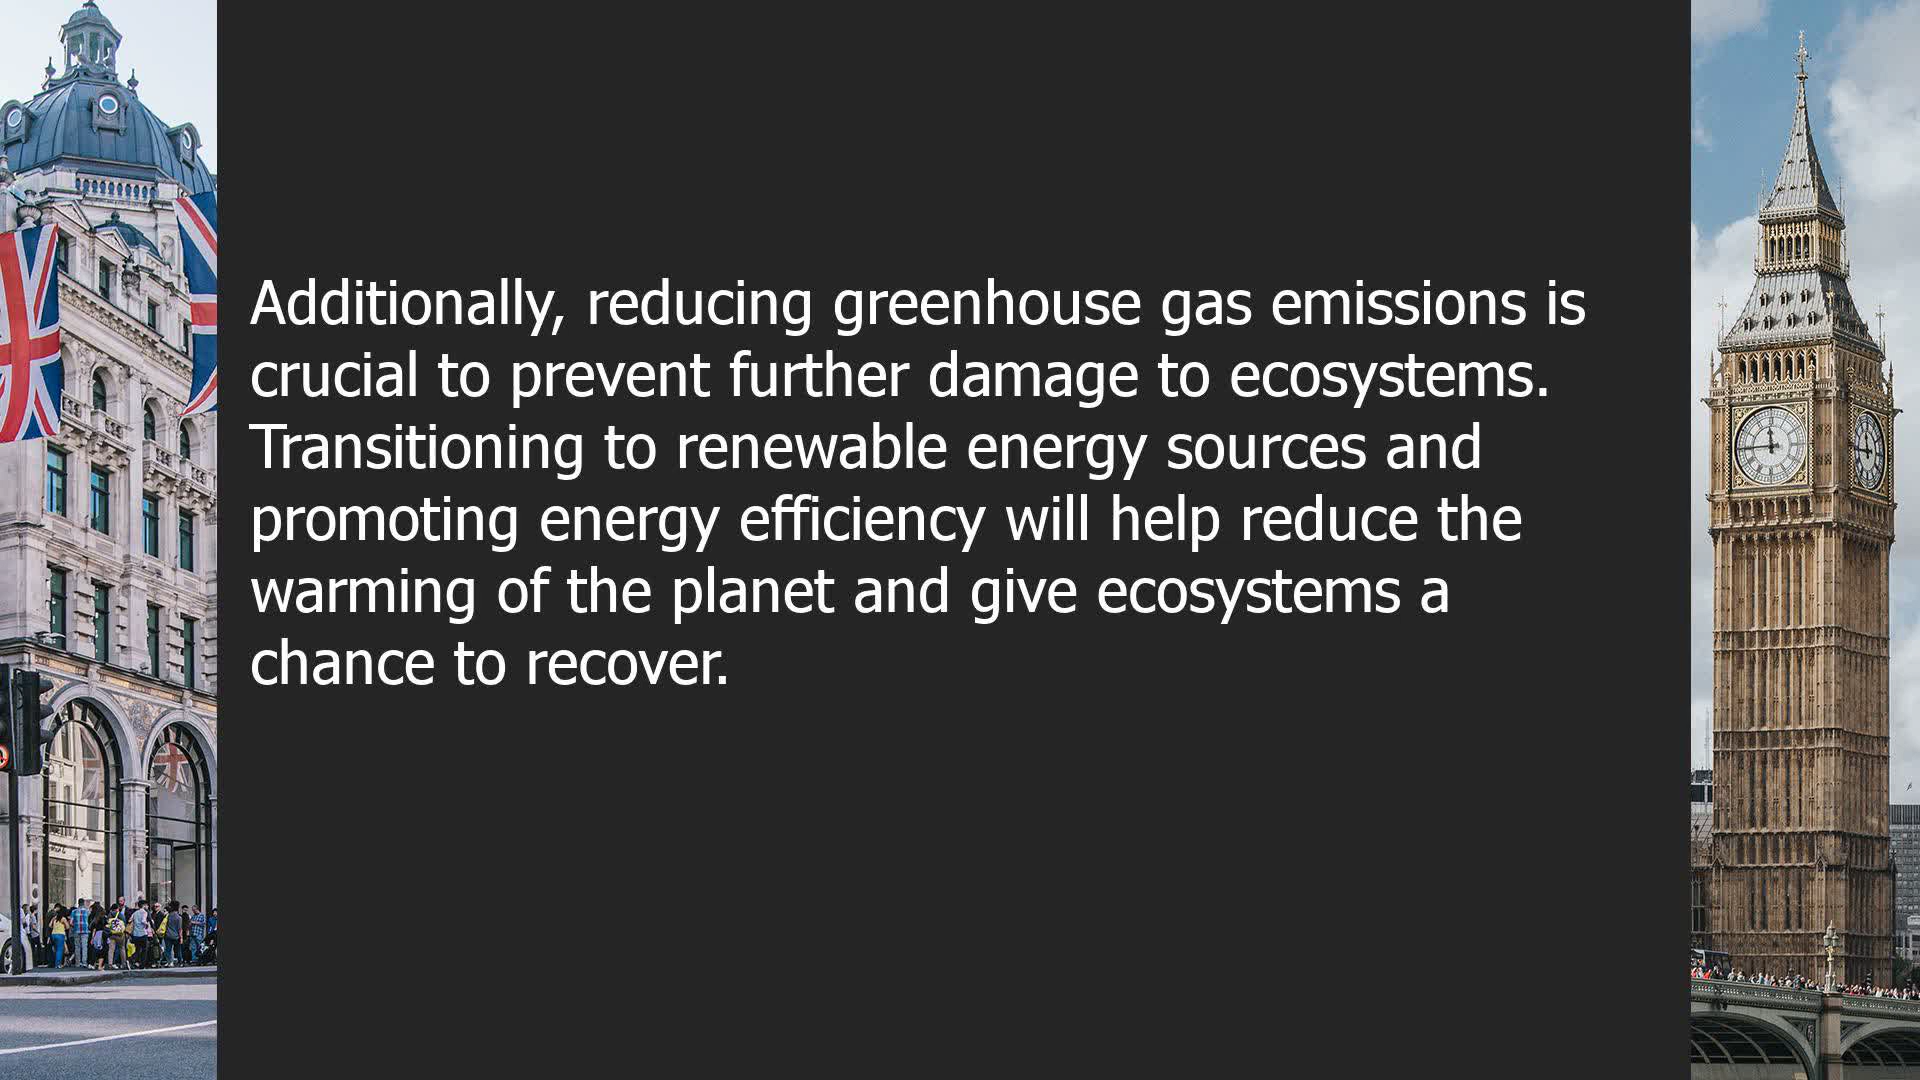 Additionally, reducing greenhouse gas emissions is
crucial to prevent further damage to ecosystems.
Transitioning to renewable energy sources and
promoting energy efficiency will help reduce the
warming of the planet and give ecosystems a
chance to recover.